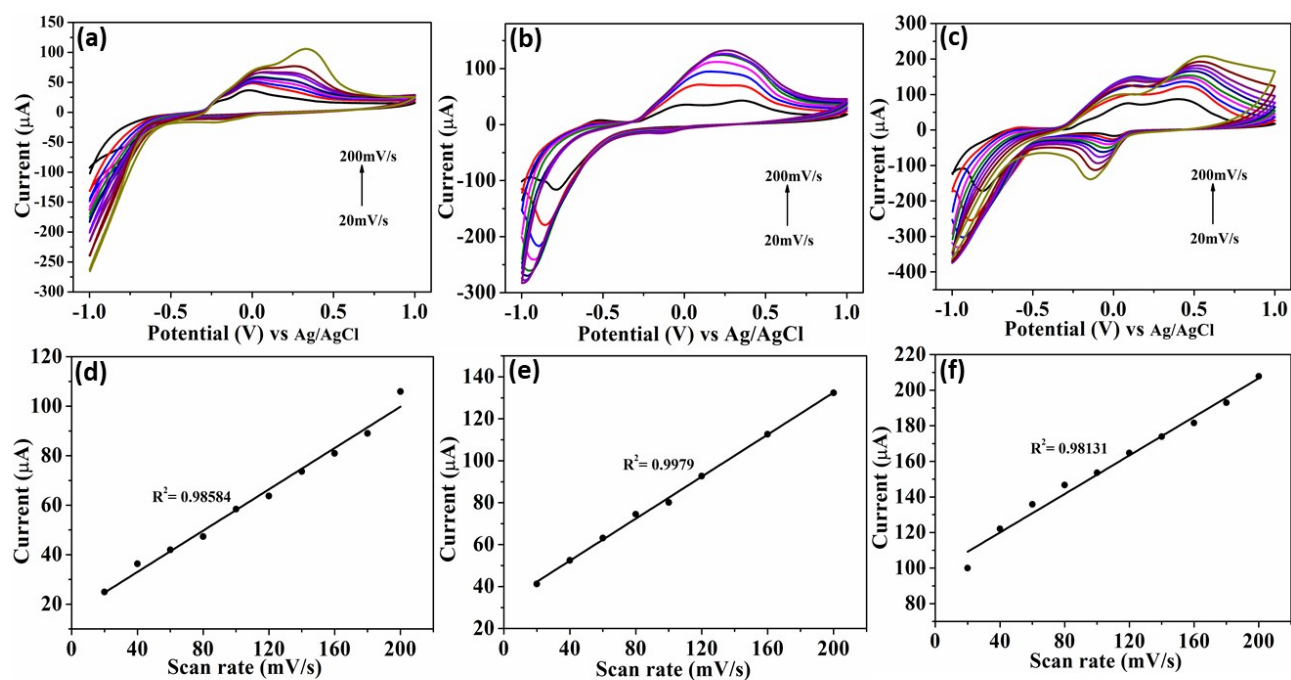 (a)
150
100
50
0
-50
-100
-150
-200
-250
-300
Current (µA)
200mV/s
20mV/s
-1.0 -0.5 0.0 0.5 1.0
Potential (V) vs Ag/AgCl
(b)
100
0
-100
-200
-300
Current (µA)
200mV/s
20mV/s
-1.0 -0.5 0.0 0.5 1.0
Potential (V) vs Ag/AgCl
(c)
300
200
100
0
-100
-200
-300
-400
Current (µA)
200mV/s
20mV/s
-1.0 -0.5 0.0 0.5 1.0
Potential (V) vs Ag/AgCl
(d)
120
100
80
60
40
20
Current (µA)
R²= 0.98584
0 40 80 120 160 200
Scan rate (mV/s)
(e)
140
120
100
80
60
40
20
Current (µA)
R²= 0.9979
0 40 80 120 160 200
Scan rate (mV/s)
(f)
220
200
180
160
140
120
100
80
Current (µA)
R²= 0.98131
0 40 80 120 160 200
Scan rate (mV/s)